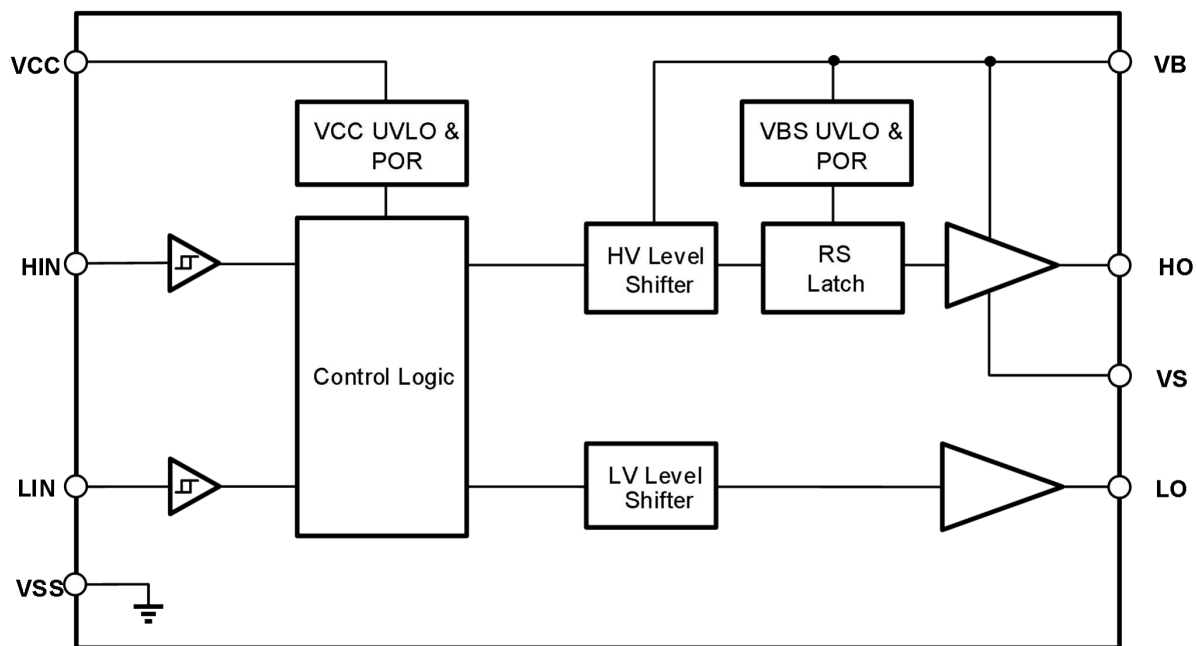 VCC
VB
VCC UVLO &
POR
VBS UVLO &
POR
HIN
HV Level
Shifter
RS
Latch
HO
Control Logic
VS
LIN
LV Level
Shifter
LO
VSS